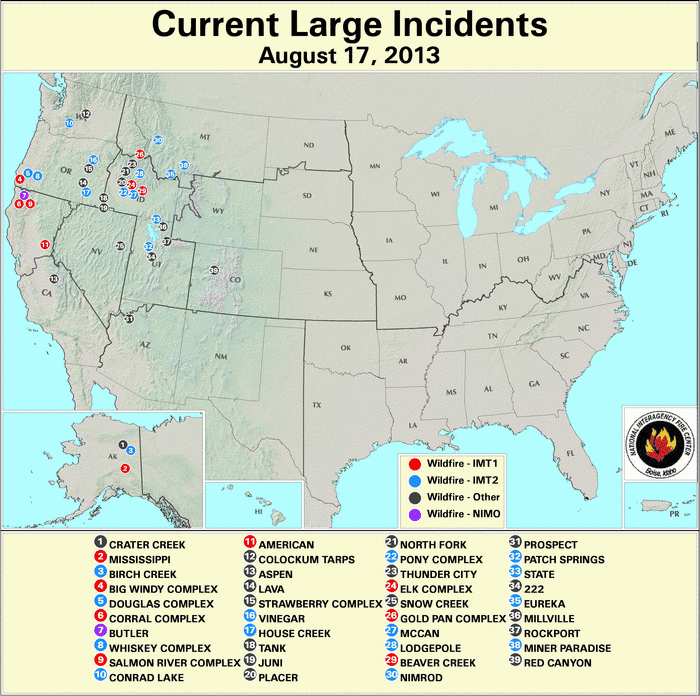 Current Large Incidents
August 17, 2013
WA
MT
ND
MN
ME
OR
ID
WY
SD
WI
MI
NY
VT
NH
MA
CT
RI
NV
UT
CO
NE
IA
IL
IN
OH
PA
NJ
MD
DE
WV
VA
CA
KS
MO
KY
AZ
NM
OK
AR
TN
NC
SC
TX
LA
MS
AL
GA
FL
AK
HI
PR
NATIONAL INTERAGENCY FIRE CENTER
Boise, Idaho
Wildfire - IMT1
Wildfire - IMT2
Wildfire - Other
Wildfire - NIMO
1 CRATER CREEK
2 MISSISSIPPI
3 BIRCH CREEK
4 BIG WINDY COMPLEX
5 DOUGLAS COMPLEX
6 CORRAL COMPLEX
7 BUTLER
8 WHISKEY COMPLEX
9 SALMON RIVER COMPLEX
10 CONRAD LAKE
11 AMERICAN
12 COLOCKUM TARPS
13 ASPEN
14 LAVA
15 STRAWBERRY COMPLEX
16 VINEGAR
17 HOUSE CREEK
18 TANK
19 JUNI
20 PLACER
21 NORTH FORK
22 PONY COMPLEX
23 THUNDER CITY
24 ELK COMPLEX
25 SNOW CREEK
26 GOLD PAN COMPLEX
27 MCCAN
28 LODGEPOLE
29 BEAVER CREEK
30 NIMROD
31 PROSPECT
32 PATCH SPRINGS
33 STATE
34 222
35 EUREKA
36 MILLVILLE
37 ROCKPORT
38 MINER PARADISE
39 RED CANYON